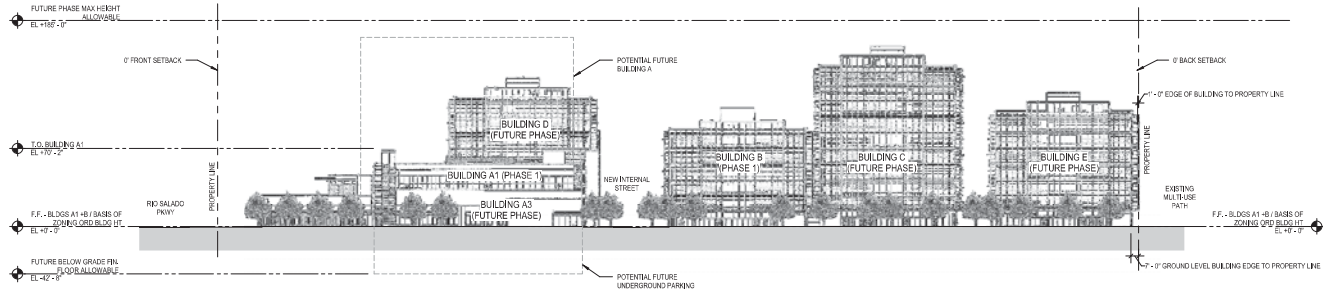 FUTURE PHASE MAX HEIGHT
ALLOWABLE
EL +185' - 0"
0' FRONT SETBACK
POTENTIAL FUTURE
BUILDING A
0' BACK SETBACK
1' - 0" EDGE OF BUILDING TO PROPERTY LINE
T.O. BUILDING A1
EL +70' - 2"
PROPERTY LINE
BUILDING D
(FUTURE PHASE)
BUILDING A1 (PHASE 1)
BUILDING A3
(FUTURE PHASE)
NEW INTERNAL
STREET
BUILDING B
(PHASE 1)
BUILDING C
(FUTURE PHASE)
BUILDING E
(FUTURE PHASE)
PROPERTY LINE
EXISTING
MULTI-USE
PATH
RIO SALADO
PKWY
F.F. - BLDGS A1 +B / BASIS OF
ZONING ORD BLDG HT
EL +0' - 0"
F.F. - BLDGS A1 +B / BASIS OF
ZONING ORD BLDG HT
EL +0' - 0"
FUTURE BELOW GRADE FIN.
FLOOR ALLOWABLE
EL -42' - 8"
POTENTIAL FUTURE
UNDERGROUND PARKING
7' - 0" GROUND LEVEL BUILDING EDGE TO PROPERTY LINE